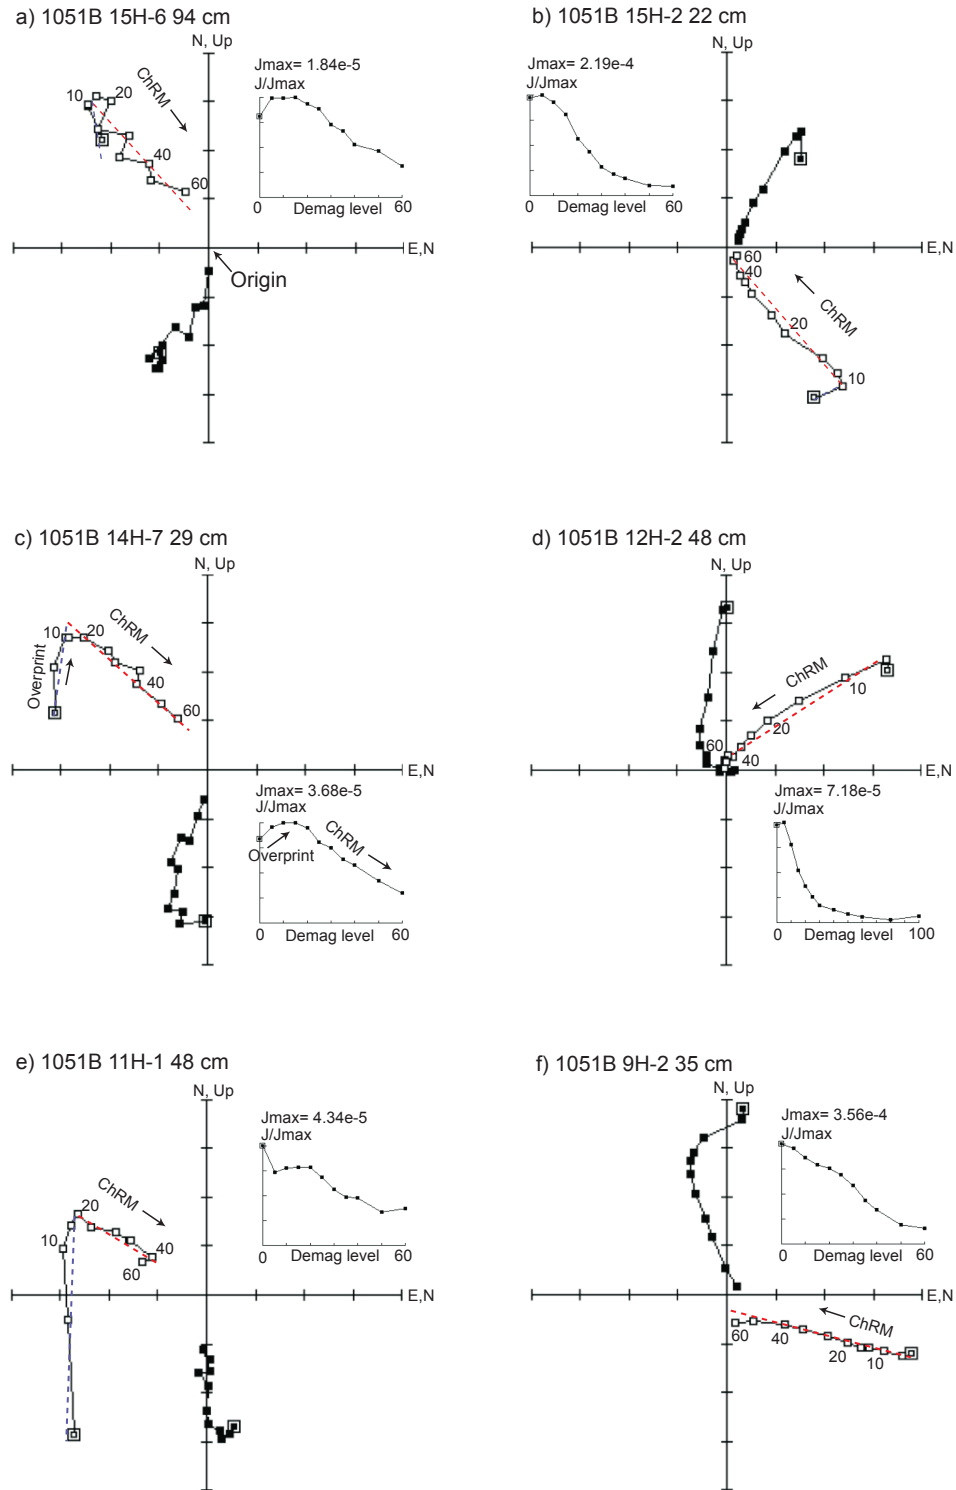 a) 1051B 15H-6 94 cm
N, Up
ChRM
10
20
40
60
Jmax= 1.84e-5
J/Jmax
0
Demag level
60
E,N
Origin
b) 1051B 15H-2 22 cm
N, Up
Jmax= 2.19e-4
J/Jmax
0
Demag level
60
E,N
60
40
ChRM
20
10
c) 1051B 14H-7 29 cm
N, Up
10
20
ChRM
Overprint
40
60
E,N
Jmax= 3.68e-5
J/Jmax
ChRM
Overprint
0
Demag level
60
d) 1051B 12H-2 48 cm
N, Up
ChRM
10
20
60
40
E,N
Jmax= 7.18e-5
J/Jmax
0
Demag level
100
e) 1051B 11H-1 48 cm
N, Up
ChRM
20
10
40
60
Jmax= 4.34e-5
J/Jmax
0
Demag level
60
E,N
f) 1051B 9H-2 35 cm
N, Up
Jmax= 3.56e-4
J/Jmax
0
Demag level
60
E,N
ChRM
60
40
20
10